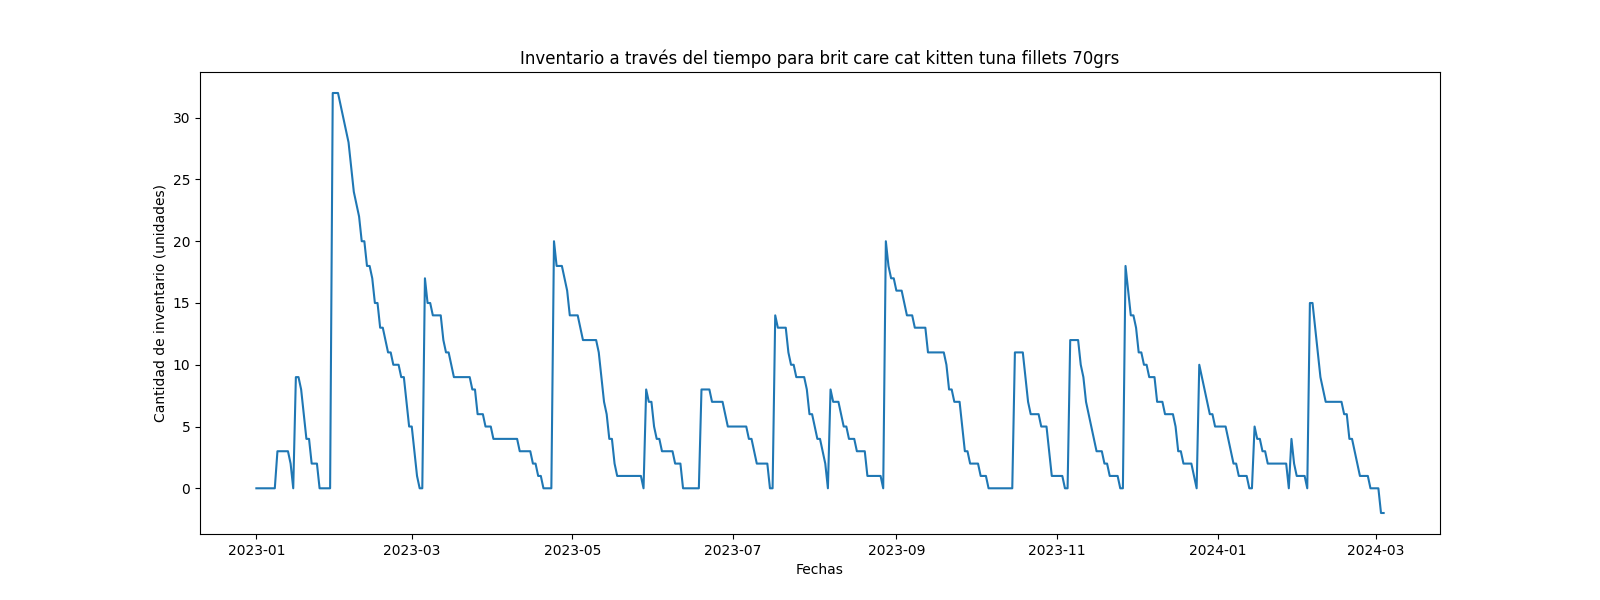 Inventario a través del tiempo para brit care cat kitten tuna fillets 70grs
Cantidad de inventario (unidades)
30
25
20
15
10
5
0
2023-01 2023-03 2023-05 2023-07 2023-09 2023-11 2024-01 2024-03
Fechas